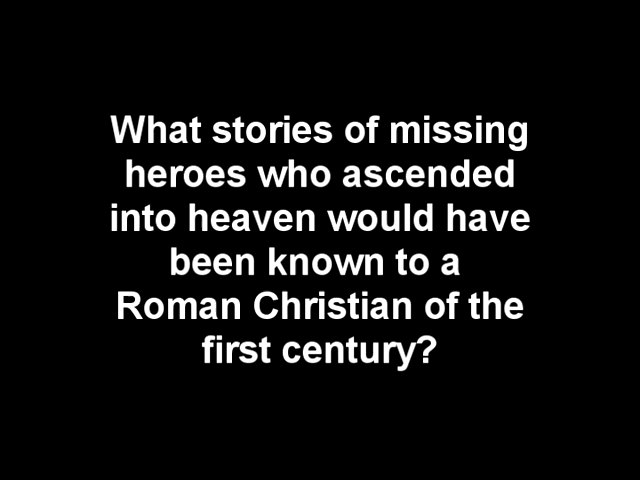 What stories of missing
heroes who ascended
into heaven would have
been known to a
Roman Christian of the
first century?